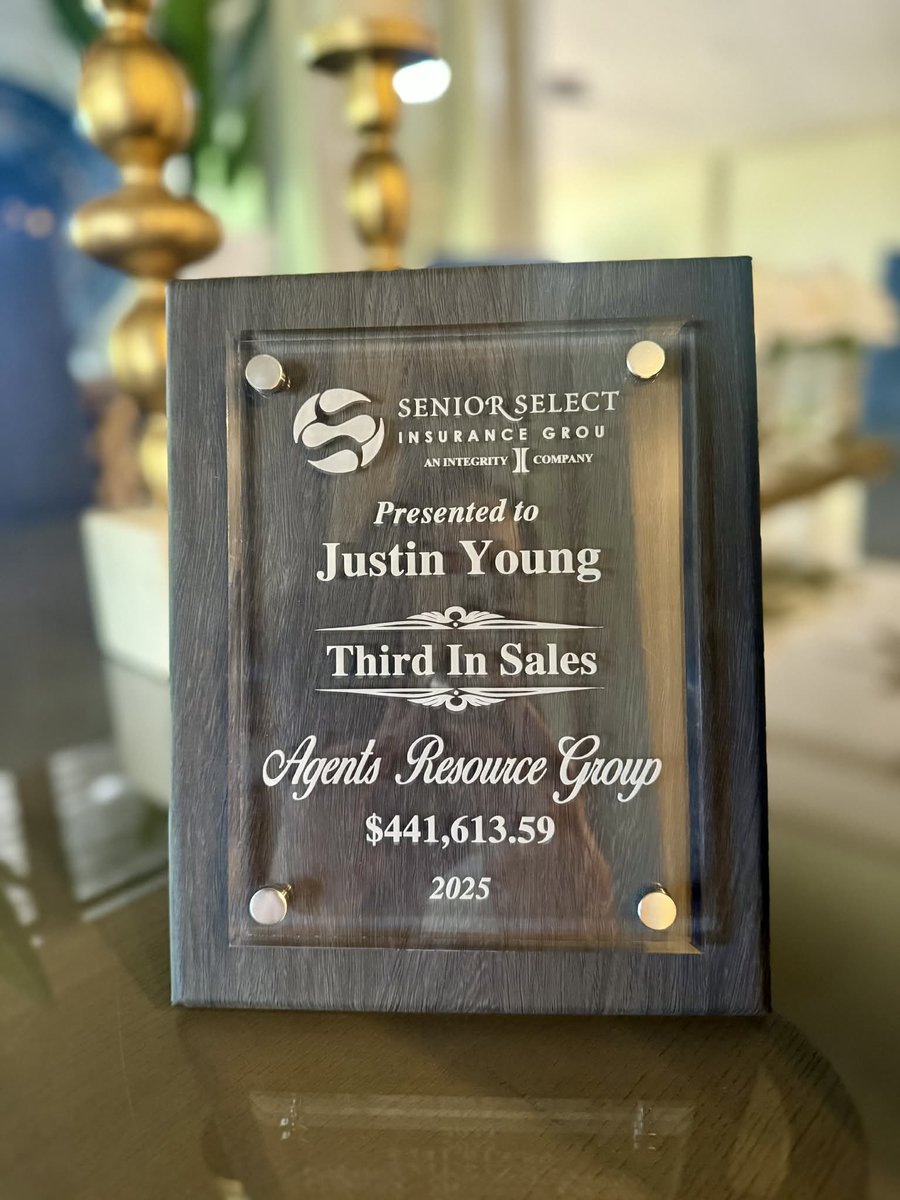 SENIOR SELECT
INSURANCE GROU
AN INTEGRITY COMPANY
Presented to
Justin Young
Third In Sales
Agents Resource Group
$441,613.59
2025